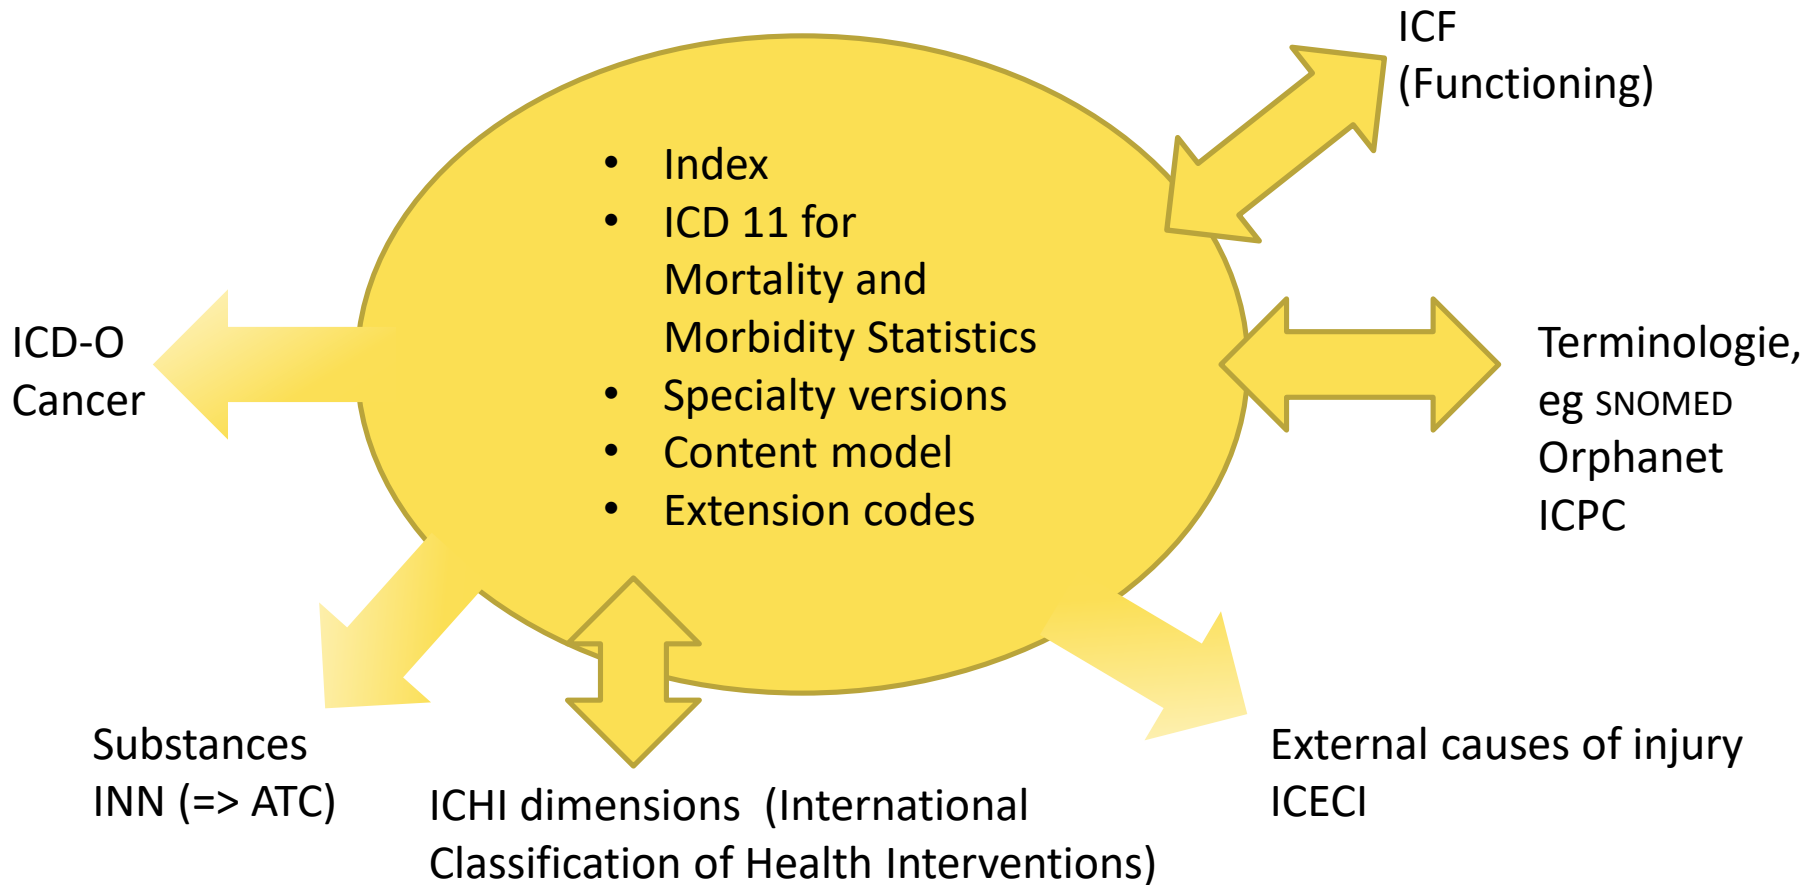 ICF
(Functioning)
• Index
• ICD 11 for
Mortality and
Morbidity Statistics
• Specialty versions
• Content model
• Extension codes
ICD-O
Cancer
Terminologie,
eg SNOMED
Orphanet
ICPC
Substances
INN (=> ATC)
ICHI dimensions (International
Classification of Health Interventions)
External causes of injury
ICECI